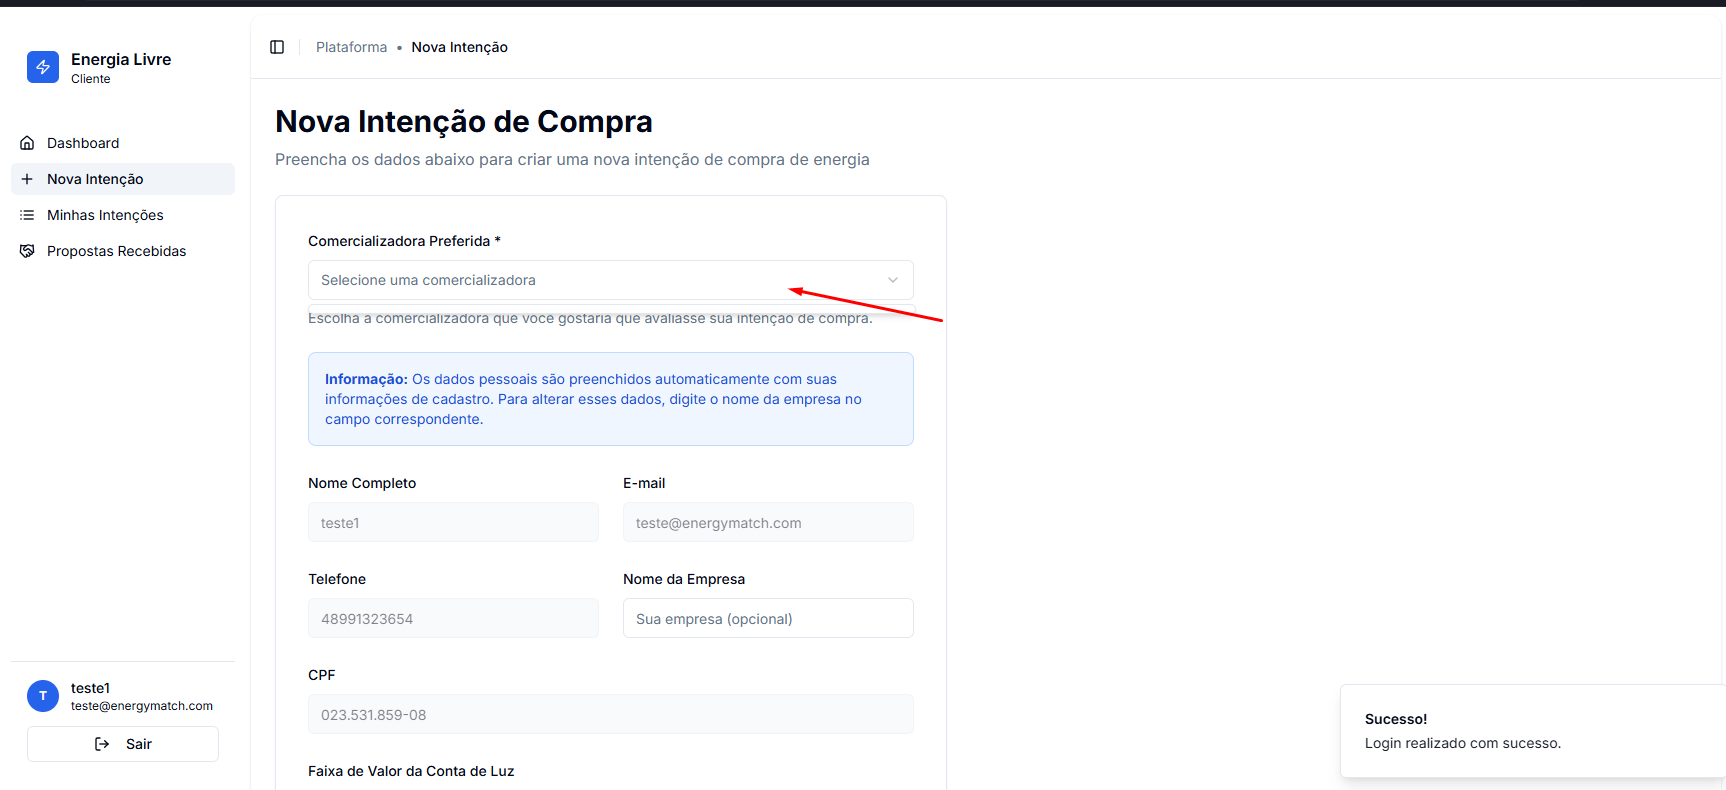 Energia Livre
Cliente
Dashboard
Nova Intenção
Minhas Intenções
Propostas Recebidas
teste1
teste@energymatch.com
T
Sair
Plataforma • Nova Intenção
Nova Intenção de Compra
Preencha os dados abaixo para criar uma nova intenção de compra de energia
Comercializadora Preferida *
Selecione uma comercializadora
Escolha a comercializadora que você gostaria que avaliasse sua intenção de compra.
Informação: Os dados pessoais são preenchidos automaticamente com suas
informações de cadastro. Para alterar esses dados, digite o nome da empresa no
campo correspondente.
Nome Completo
teste1
E-mail
teste@energymatch.com
Telefone
48991323654
Nome da Empresa
Sua empresa (opcional)
CPF
023.531.859-08
Faixa de Valor da Conta de Luz
Sucesso!
Login realizado com sucesso.